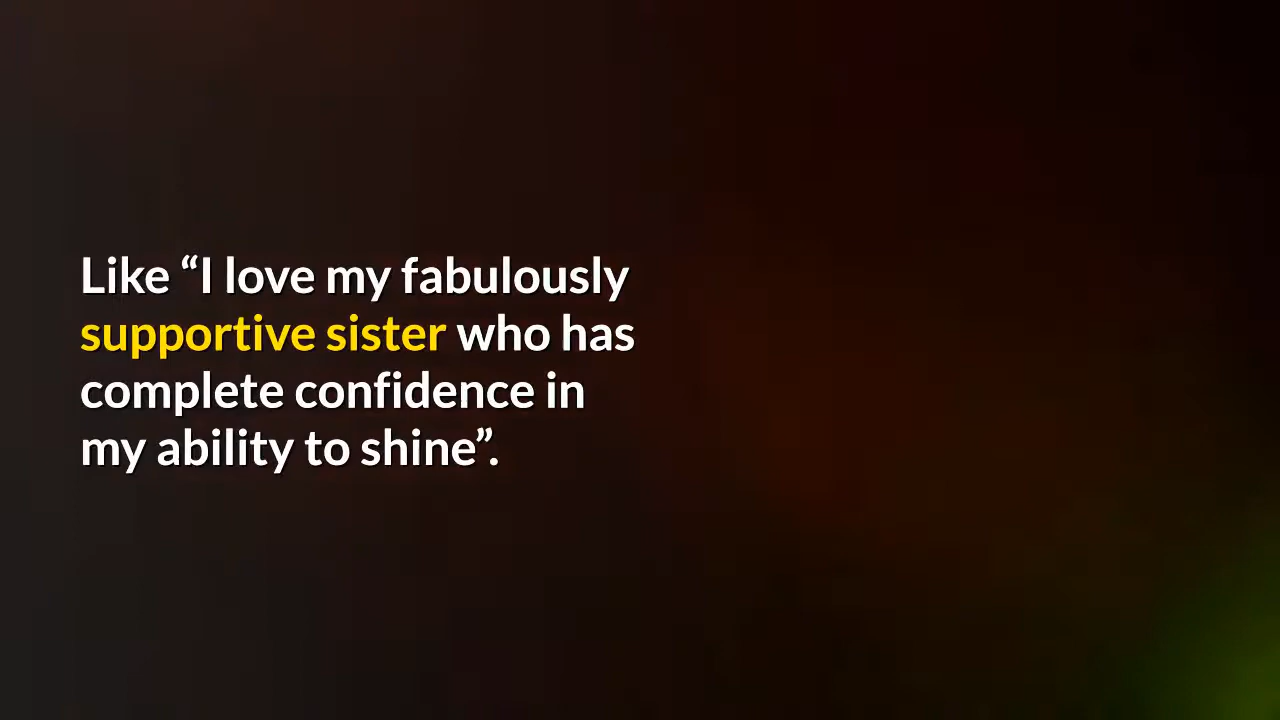 Like “I love my fabulously
supportive sister who has
complete confidence in
my ability to shine”.